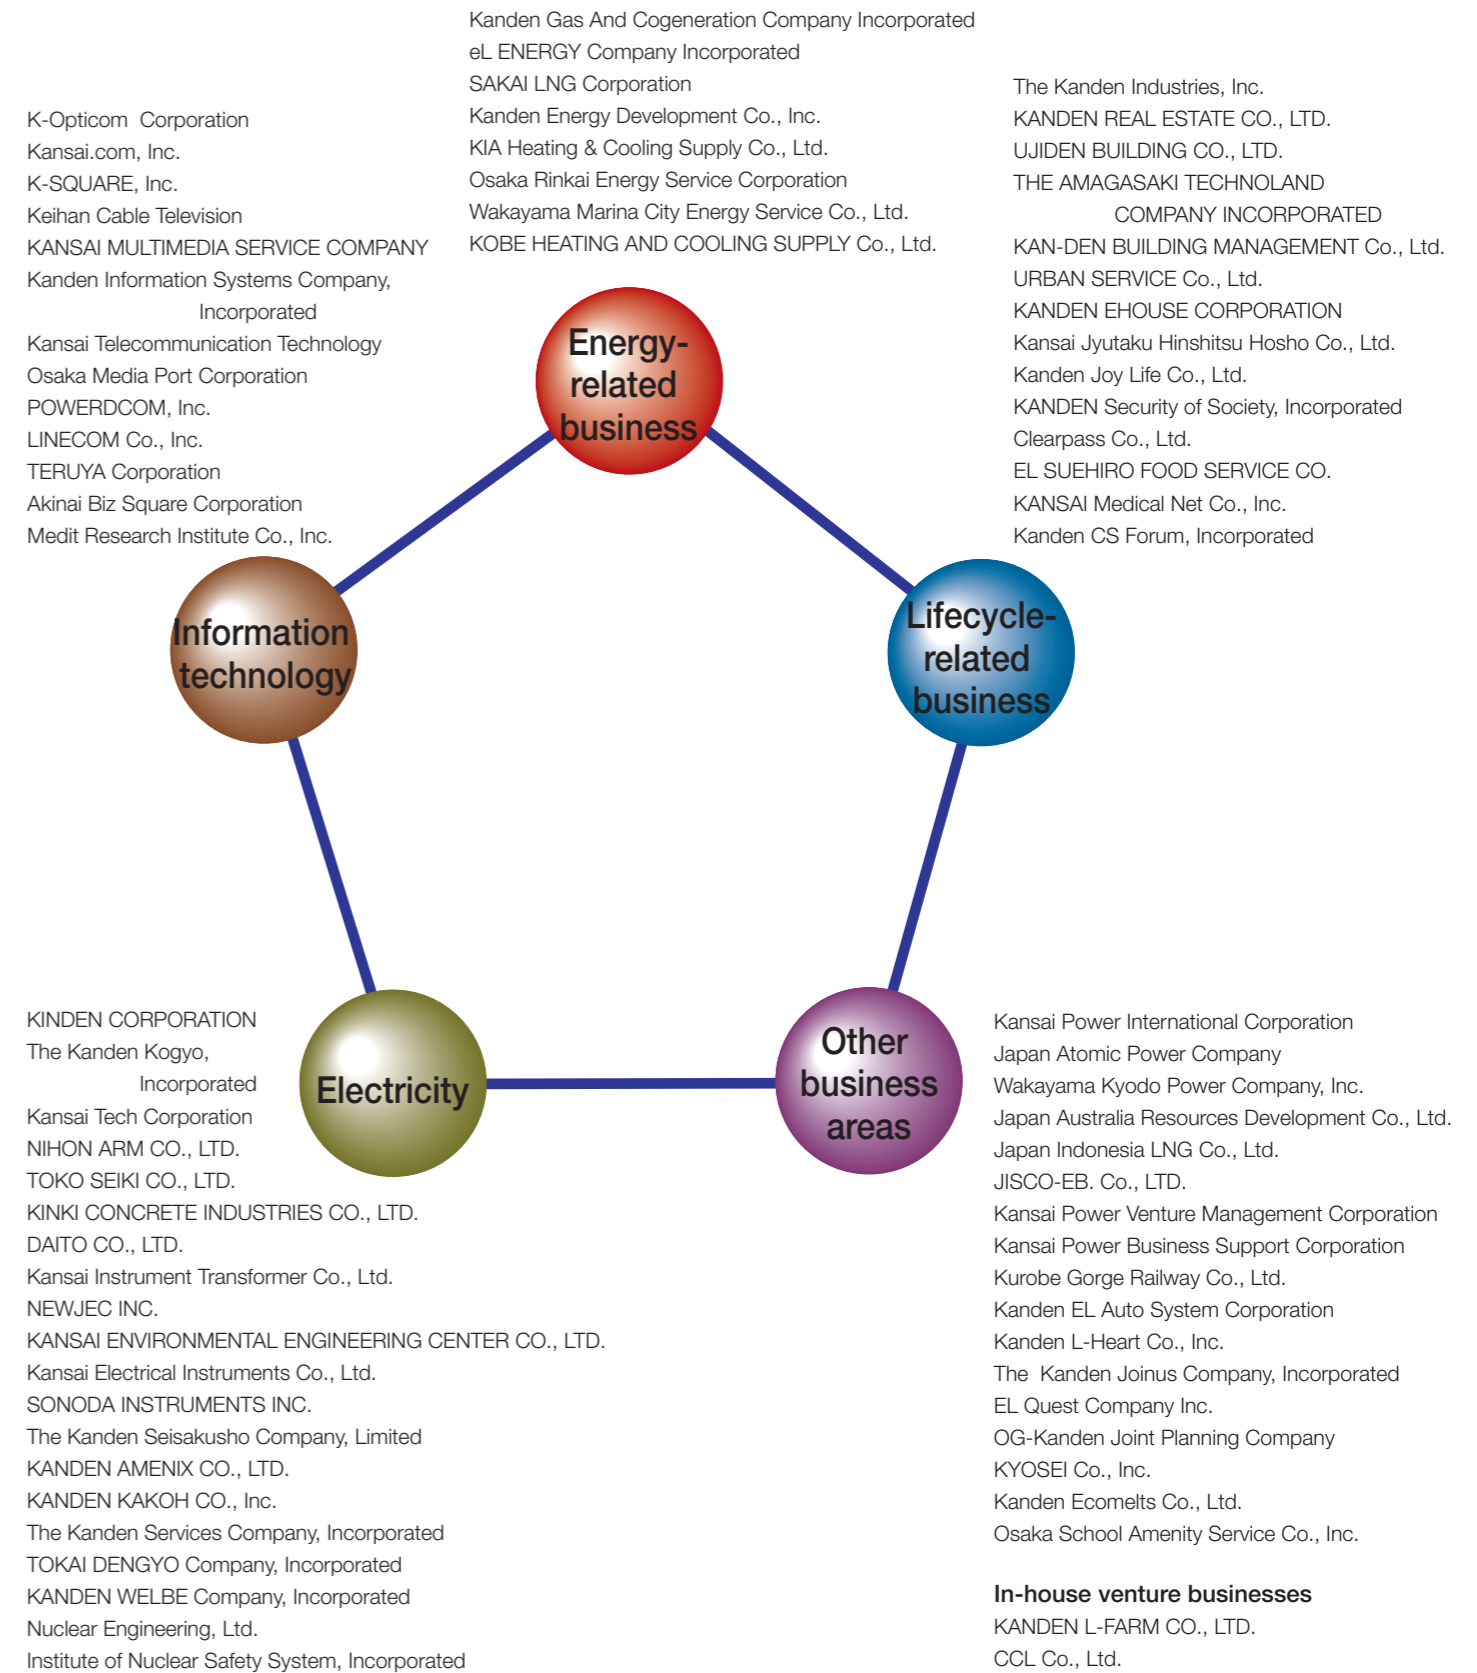 Kanden Gas And Cogeneration Company Incorporated
eL ENERGY Company Incorporated
SAKAI LNG Corporation
Kanden Energy Development Co., Inc.
KIA Heating & Cooling Supply Co., Ltd.
Osaka Rinkai Energy Service Corporation
Wakayama Marina City Energy Service Co., Ltd.
KOBE HEATING AND COOLING SUPPLY Co., Ltd.
K-Opticom Corporation
Kansai.com, Inc.
K-SQUARE, Inc.
Keihan Cable Television
KANSAI MULTIMEDIA SERVICE COMPANY
Kanden Information Systems Company,
Incorporated
Kansai Telecommunication Technology
Osaka Media Port Corporation
POWERDCOM, Inc.
LINECOM Co., Inc.
TERUYA Corporation
Akinai Biz Square Corporation
Medit Research Institute Co., Inc.
The Kanden Industries, Inc.
KANDEN REAL ESTATE CO., LTD.
UJIDEN BUILDING CO., LTD.
THE AMAGASAKI TECHNOLAND
COMPANY INCORPORATED
KAN-DEN BUILDING MANAGEMENT Co., Ltd.
URBAN SERVICE Co., Ltd.
KANDEN EHOUSE CORPORATION
Kansai Jyutaku Hinshitsu Hosho Co., Ltd.
Kanden Joy Life Co., Ltd.
KANDEN Security of Society, Incorporated
Clearpass Co., Ltd.
EL SUEHIRO FOOD SERVICE CO.
KANSAI Medical Net Co., Inc.
Kanden CS Forum, Incorporated
Energy-
related
business
Information
technology
Lifecycle-
related
business
Electricity
Other
business
areas
KINDEN CORPORATION
The Kanden Kogyo,
Incorporated
Kansai Tech Corporation
NIHON ARM CO., LTD.
TOKO SEIKI CO., LTD.
KINKI CONCRETE INDUSTRIES CO., LTD.
DAITO CO., LTD.
Kansai Instrument Transformer Co., Ltd.
NEWJEC INC.
KANSAI ENVIRONMENTAL ENGINEERING CENTER CO., LTD.
Kansai Electrical Instruments Co., Ltd.
SONODA INSTRUMENTS INC.
The Kanden Seisakusho Company, Limited
KANDEN AMENIX CO., LTD.
KANDEN KAKOH CO., Inc.
The Kanden Services Company, Incorporated
TOKAI DENGYO Company, Incorporated
KANDEN WELBE Company, Incorporated
Nuclear Engineering, Ltd.
Institute of Nuclear Safety System, Incorporated
Kansai Power International Corporation
Japan Atomic Power Company
Wakayama Kyodo Power Company, Inc.
Japan Australia Resources Development Co., Ltd.
Japan Indonesia LNG Co., Ltd.
JISCO-EB. Co., LTD.
Kansai Power Venture Management Corporation
Kansai Power Business Support Corporation
Kurobe Gorge Railway Co., Ltd.
Kanden EL Auto System Corporation
Kanden L-Heart Co., Inc.
The Kanden Joinus Company, Incorporated
EL Quest Company Inc.
OG-Kanden Joint Planning Company
KYOSEI Co., Inc.
Kanden Ecomelts Co., Ltd.
Osaka School Amenity Service Co., Inc.
In-house venture businesses
KANDEN L-FARM CO., LTD.
CCL Co., Ltd.